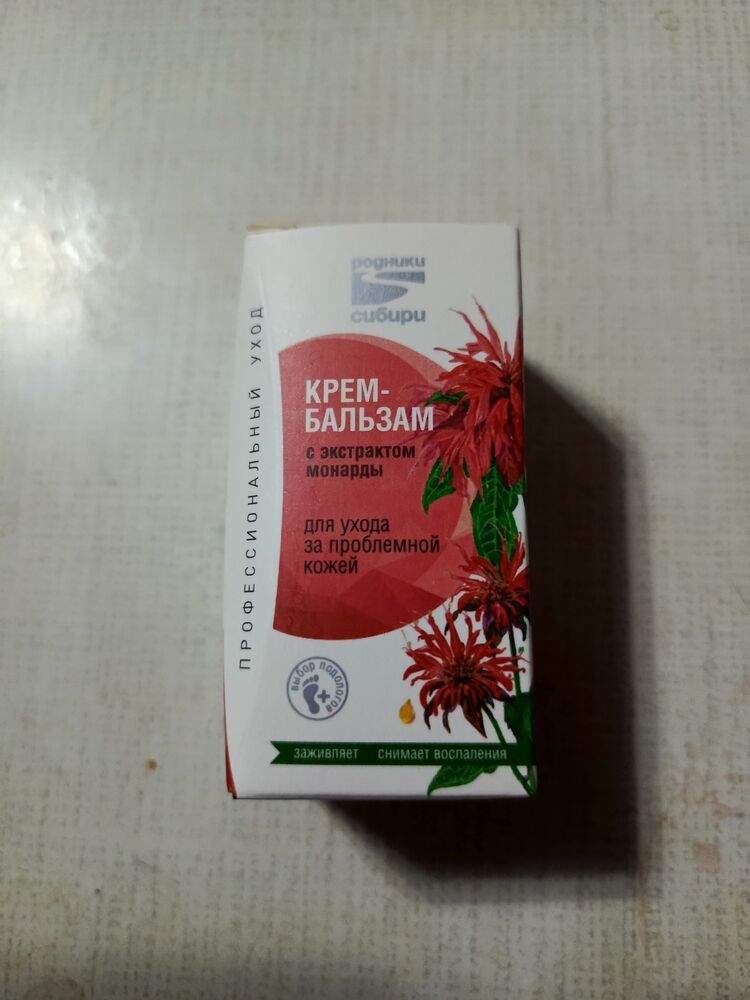 родники
сибири
ПРОФЕССИОНАЛЬНЫЙ УХОД
КРЕМ-
БАЛЬЗАМ
с экстрактом
монарды
для ухода
за проблемной
кожей
выбор подологов
заживляет снимает воспаления